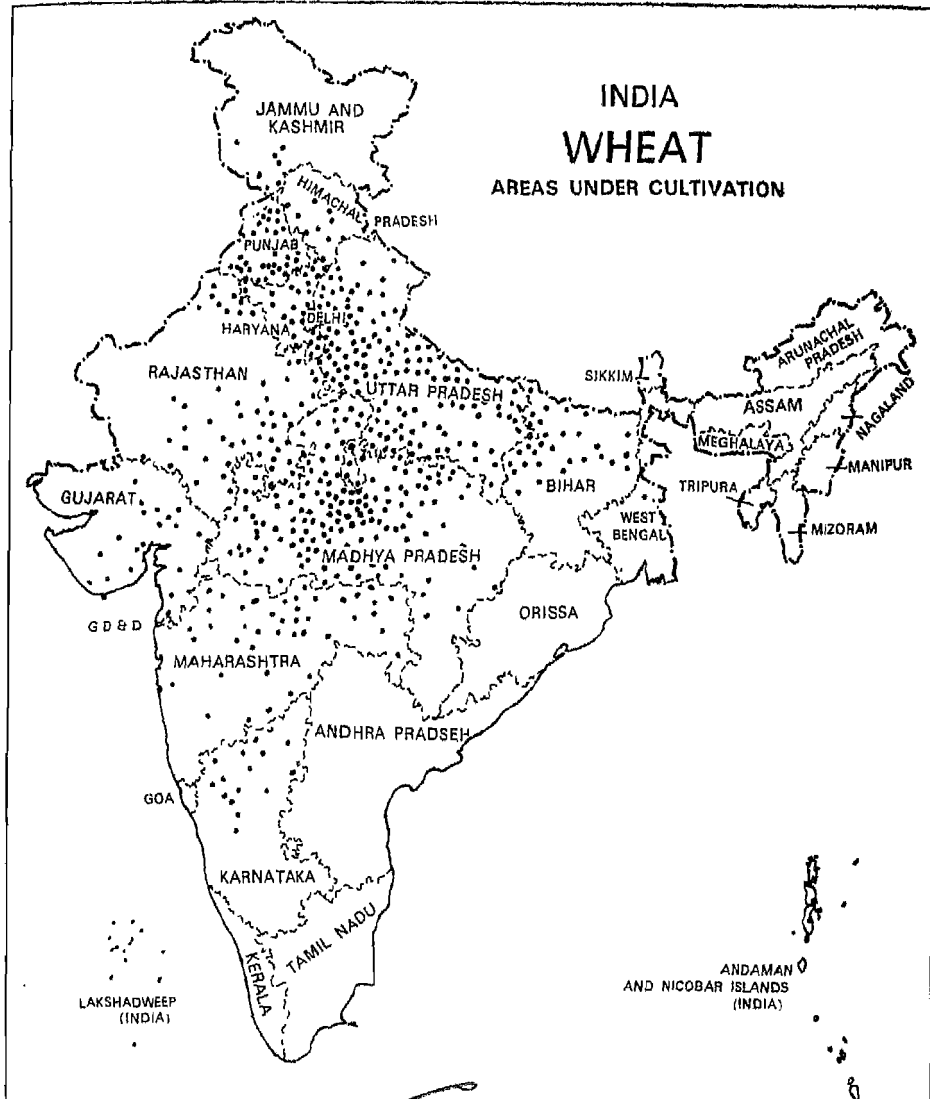 INDIA
WHEAT
AREAS UNDER CULTIVATION
JAMMU AND
KASHMIR
HIMACHAL
PRADESH
PUNJAB
HARYANA
DELHI
RAJASTHAN
UTTAR PRADESH
SIKKIM
ARUNACHAL
PRADESH
ASSAM
NAGALAND
MEGHALAYA
MANIPUR
TRIPURA
MIZORAM
GUJARAT
BIHAR
WEST
BENGAL
MADHYA PRADESH
ORISSA
G D & D
MAHARASHTRA
ANDHRA PRADSEH
GOA
KARNATAKA
TAMIL NADU
KERALA
LAKSHADWEEP
(INDIA)
ANDAMAN
AND NICOBAR ISLANDS
(INDIA)